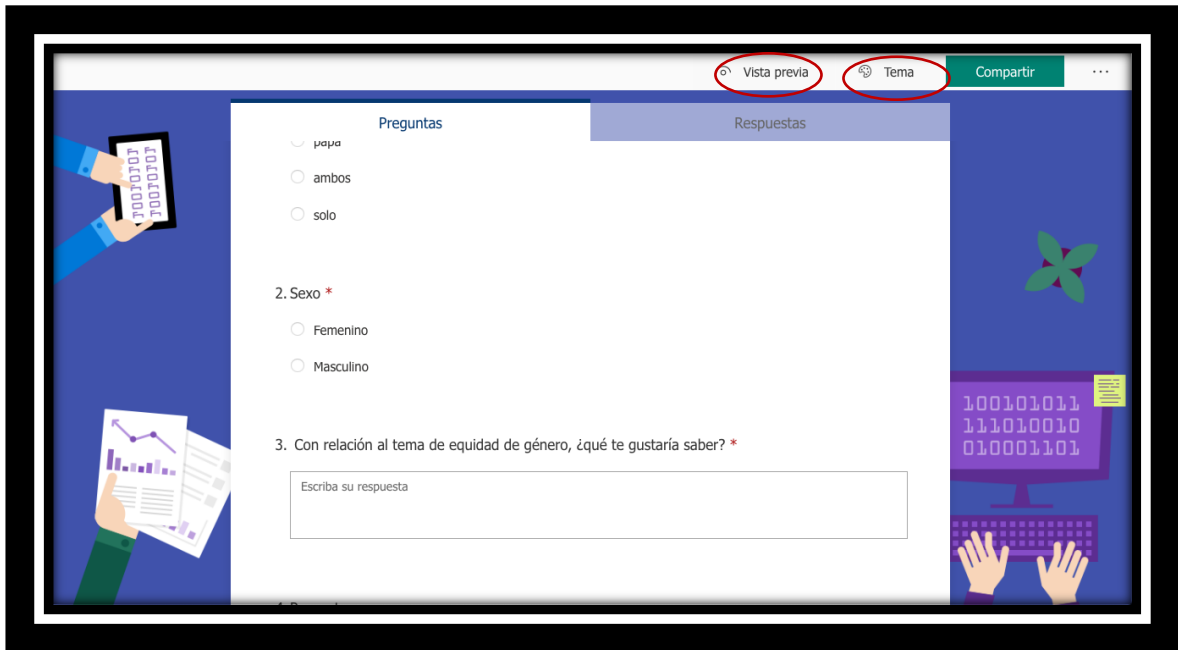 Vista previa
Tema
Compartir
...
Preguntas
Respuestas
papa
ambos
solo
2. Sexo *
Femenino
Masculino
3. Con relación al tema de equidad de género, ¿qué te gustaría saber? *
Escriba su respuesta
100101011
111010010
010001101